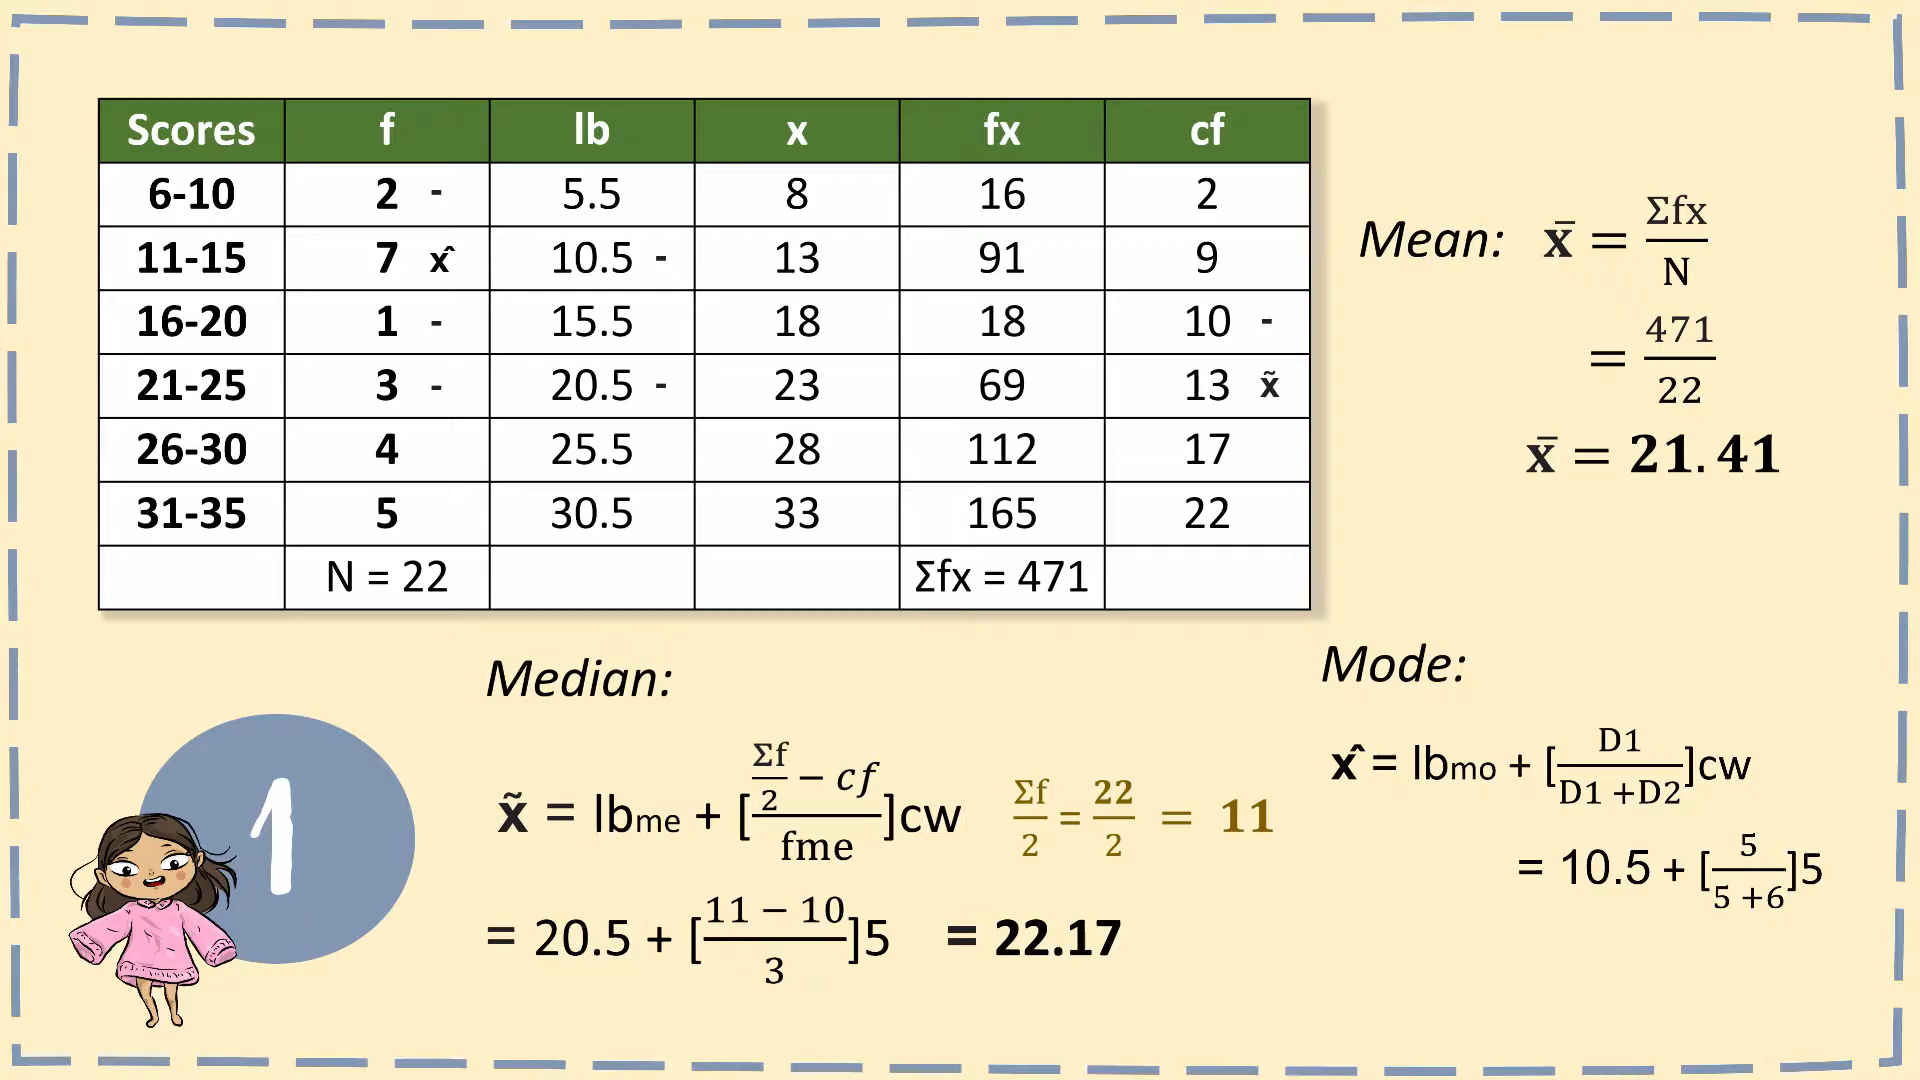 Scores f lb x fx cf
6-10 2 - 5.5 8 16 2
11-15 7 x̂ 10.5 - 13 91 9
16-20 1 - 15.5 18 18 10 -
21-25 3 - 20.5 - 23 69 13 x̃
26-30 4 25.5 28 112 17
31-35 5 30.5 33 165 22
N = 22 Σfx = 471
Mean: x̄ = Σfx/N
= 471/22
x̄ = 21.41
Median:
x̃ = lbme + [(Σf/2 − cf)/fme]cw Σf/2 = 22/2 = 11
= 20.5 + [(11 − 10)/3]5 = 22.17
Mode:
x̂ = lbmo + [D1/(D1 +D2)]cw
= 10.5 + [5/(5 +6)]5
1